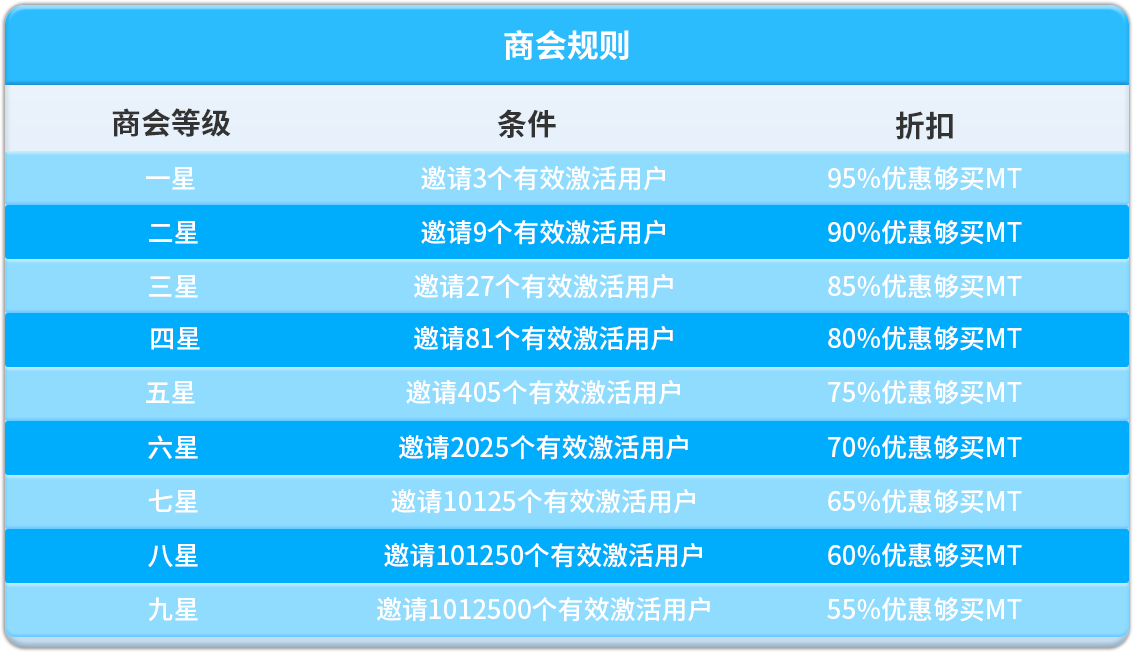 商会规则
商会等级 条件 折扣
一星 邀请3个有效激活用户 95%优惠够买MT
二星 邀请9个有效激活用户 90%优惠够买MT
三星 邀请27个有效激活用户 85%优惠够买MT
四星 邀请81个有效激活用户 80%优惠够买MT
五星 邀请405个有效激活用户 75%优惠够买MT
六星 邀请2025个有效激活用户 70%优惠够买MT
七星 邀请10125个有效激活用户 65%优惠够买MT
八星 邀请101250个有效激活用户 60%优惠够买MT
九星 邀请1012500个有效激活用户 55%优惠够买MT